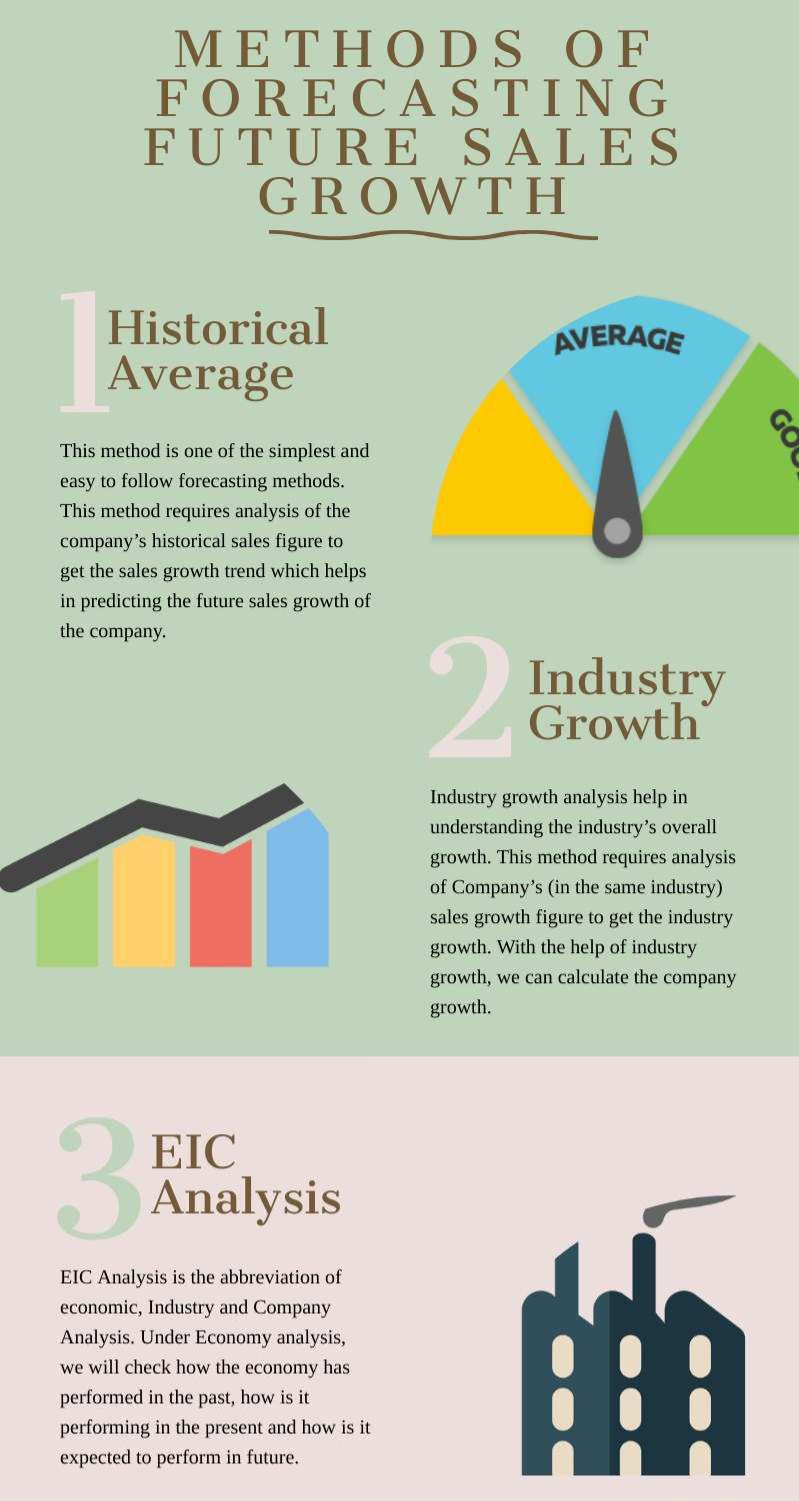 METHODS OF
FORECASTING
FUTURE SALES
GROWTH
1
Historical
Average
AVERAGE
This method is one of the simplest and
easy to follow forecasting methods.
This method requires analysis of the
company’s historical sales figure to
get the sales growth trend which helps
in predicting the future sales growth of
the company.
2
Industry
Growth
Industry growth analysis help in
understanding the industry’s overall
growth. This method requires analysis
of Company’s (in the same industry)
sales growth figure to get the industry
growth. With the help of industry
growth, we can calculate the company
growth.
3
EIC
Analysis
EIC Analysis is the abbreviation of
economic, Industry and Company
Analysis. Under Economy analysis,
we will check how the economy has
performed in the past, how is it
performing in the present and how is it
expected to perform in future.